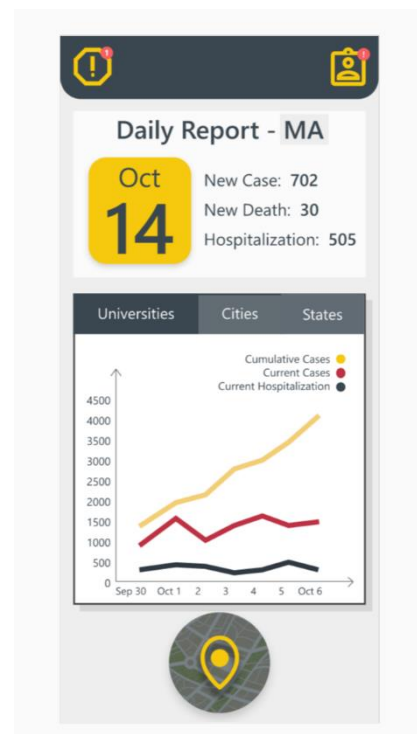 !
1
!
Daily Report - MA
Oct
14
New Case: 702
New Death: 30
Hospitalization: 505
Universities Cities States
Cumulative Cases
Current Cases
Current Hospitalization
4500
4000
3500
3000
2500
2000
1500
1000
500
0
Sep 30 Oct 1 2 3 4 5 Oct 6